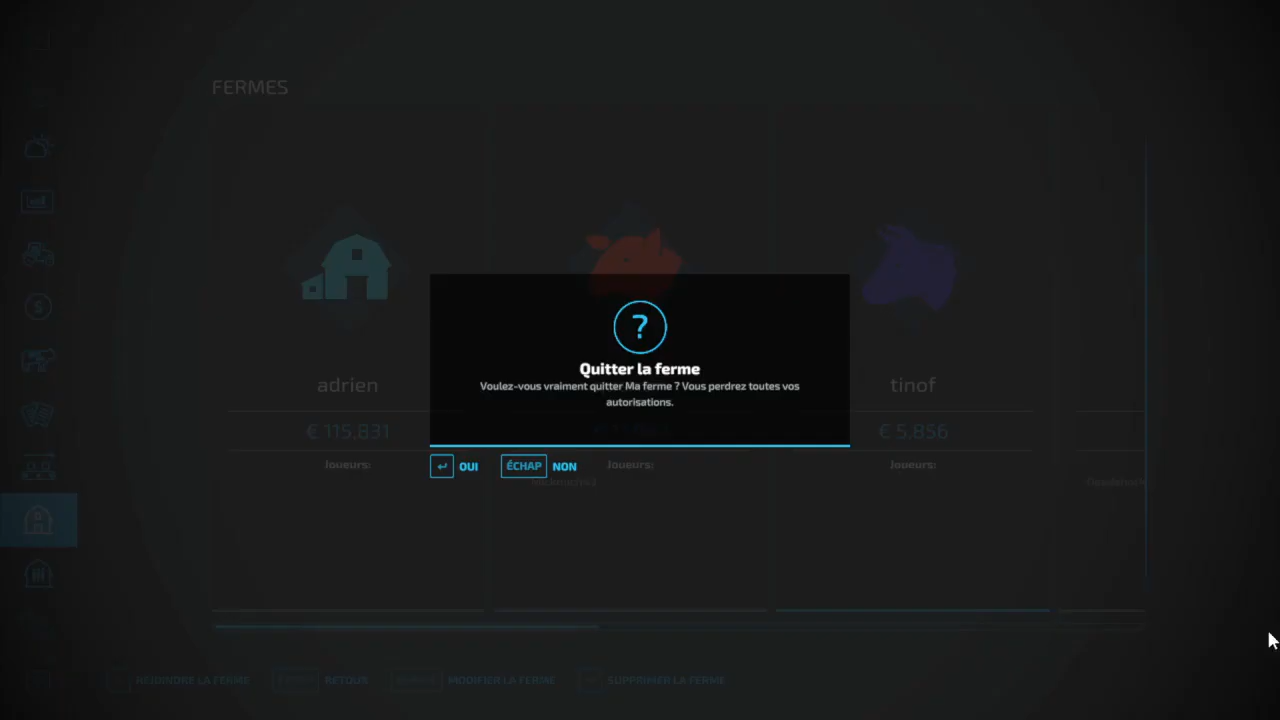 FERMES
Quitter la ferme
Voulez-vous vraiment quitter Ma ferme ? Vous perdrez toutes vos
autorisations.
adrien
tinof
€ 115,831
€ 5,856
Joueurs:
Joueurs:
Joueurs:
↵ OUI
ÉCHAP NON
REJOINDRE LA FERME
RETOUR
MODIFIER LA FERME
SUPPRIMER LA FERME